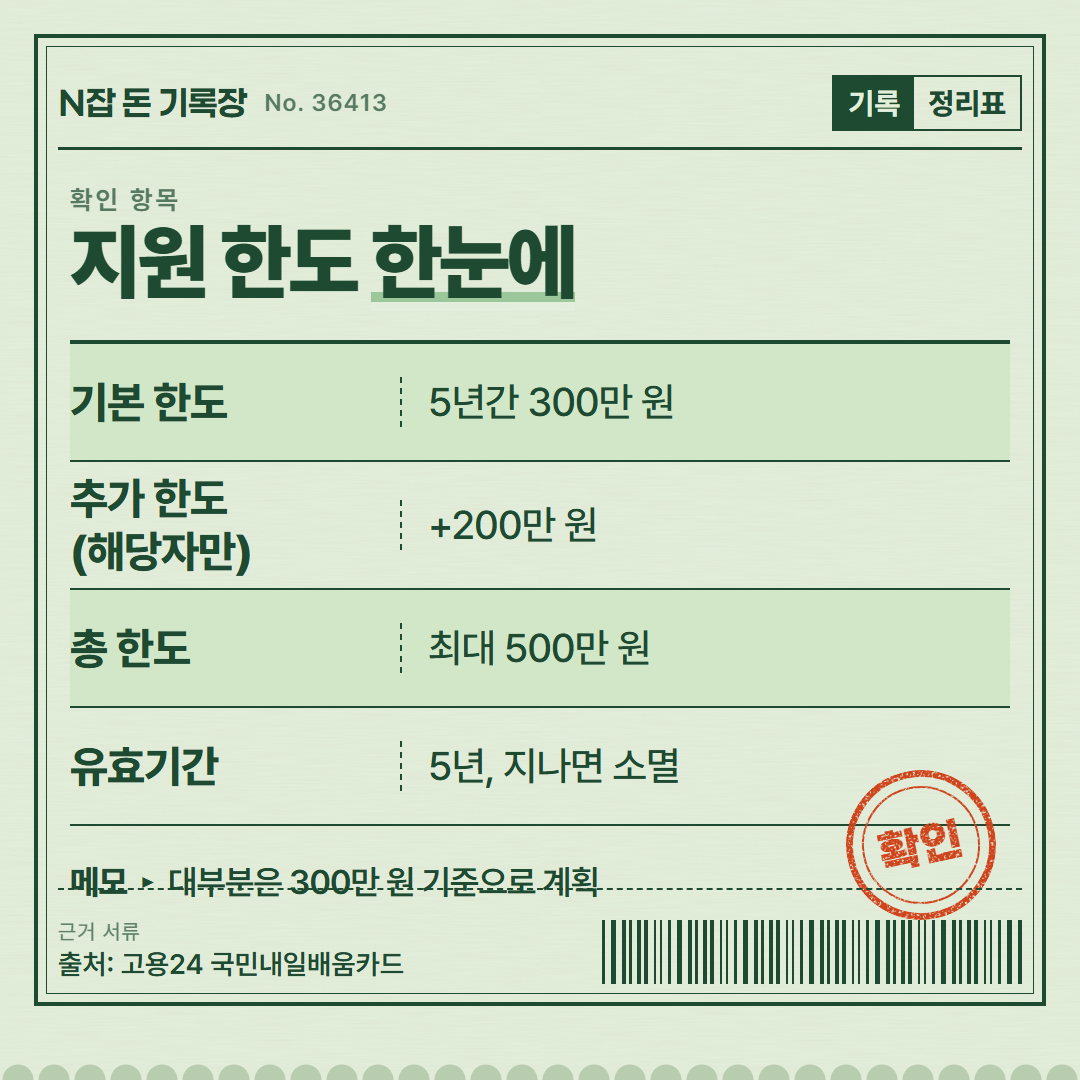 N잡 돈 기록장 No. 36413
기록 정리표
확인 항목
지원 한도 한눈에
기본 한도 5년간 300만 원
추가 한도
(해당자만)
+200만 원
총 한도 최대 500만 원
유효기간 5년, 지나면 소멸
확인
메모 ▸ 대부분은 300만 원 기준으로 계획
근거 서류
출처: 고용24 국민내일배움카드